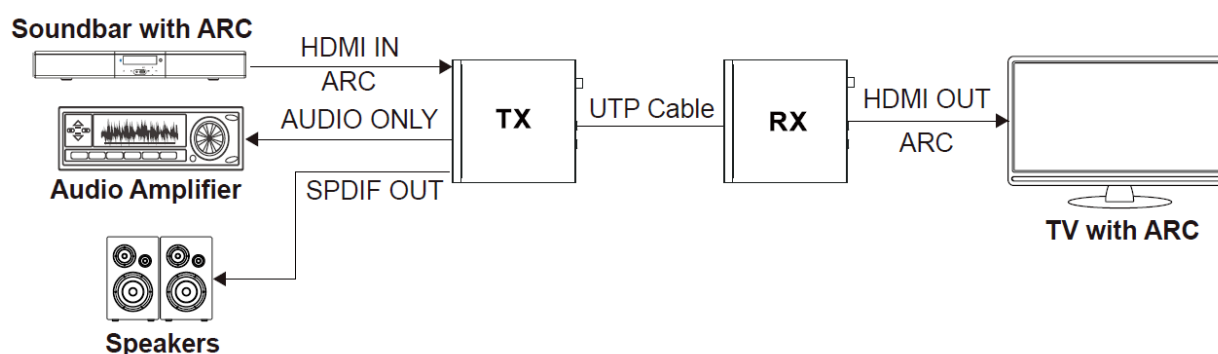 Soundbar with ARC
HDMI IN
ARC
AUDIO ONLY
Audio Amplifier
SPDIF OUT
Speakers
TX
UTP Cable
RX
HDMI OUT
ARC
TV with ARC